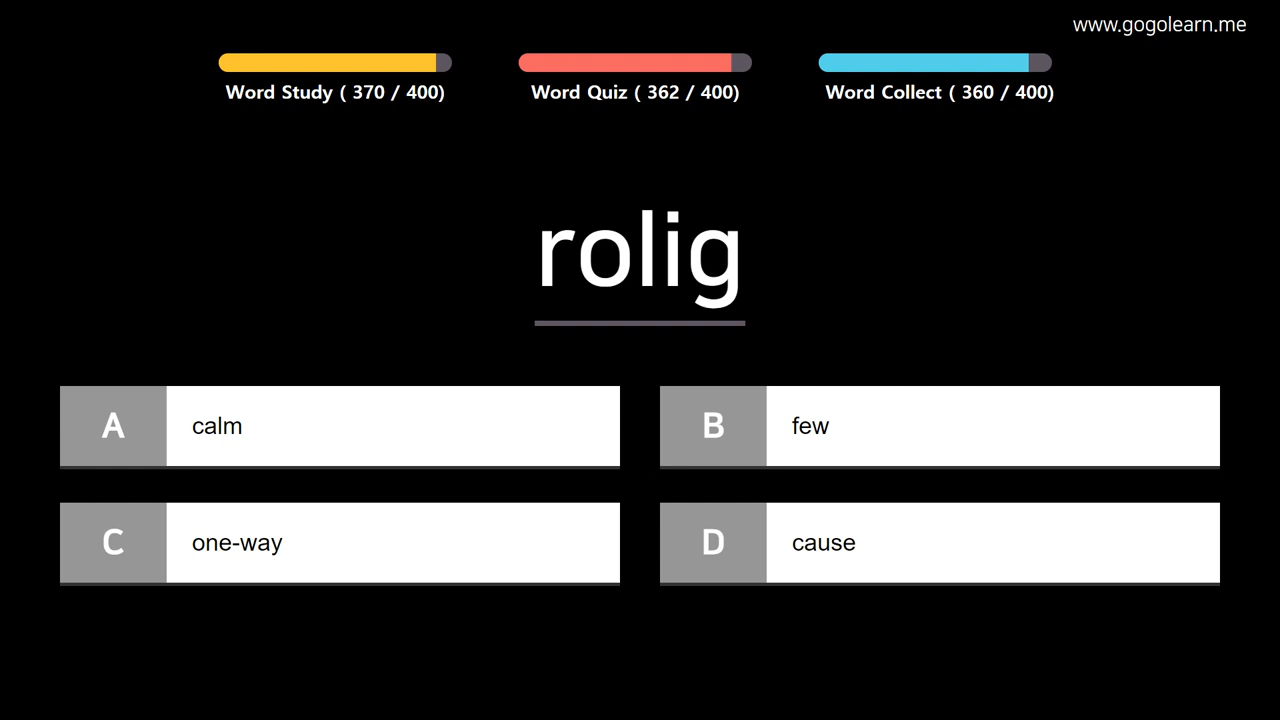 www.gogolearn.me
Word Study ( 370 / 400)
Word Quiz ( 362 / 400)
Word Collect ( 360 / 400)
rolig
A calm
B few
C one-way
D cause